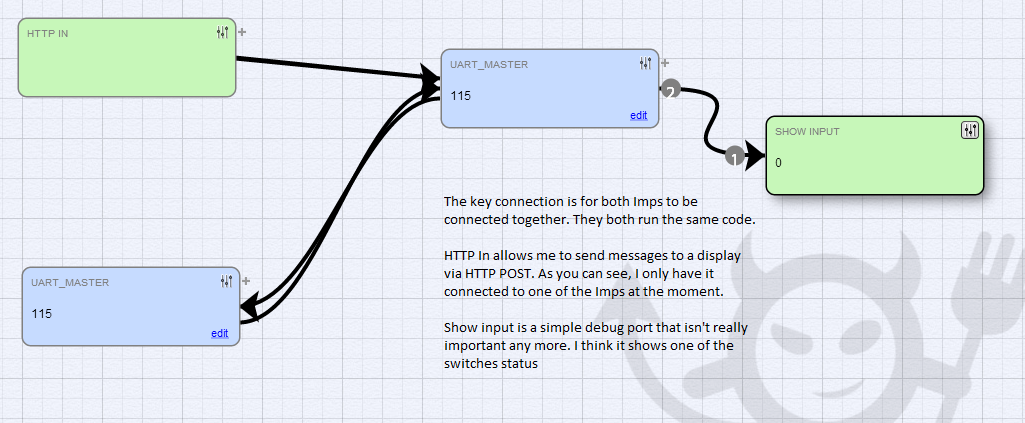 HTTP IN
+
UART_MASTER
+
115
edit
2
1
SHOW INPUT
0
UART_MASTER
+
115
edit
The key connection is for both Imps to be
connected together. They both run the same code.
HTTP In allows me to send messages to a display
via HTTP POST. As you can see, I only have it
connected to one of the Imps at the moment.
Show input is a simple debug port that isn't really
important any more. I think it shows one of the
switches status